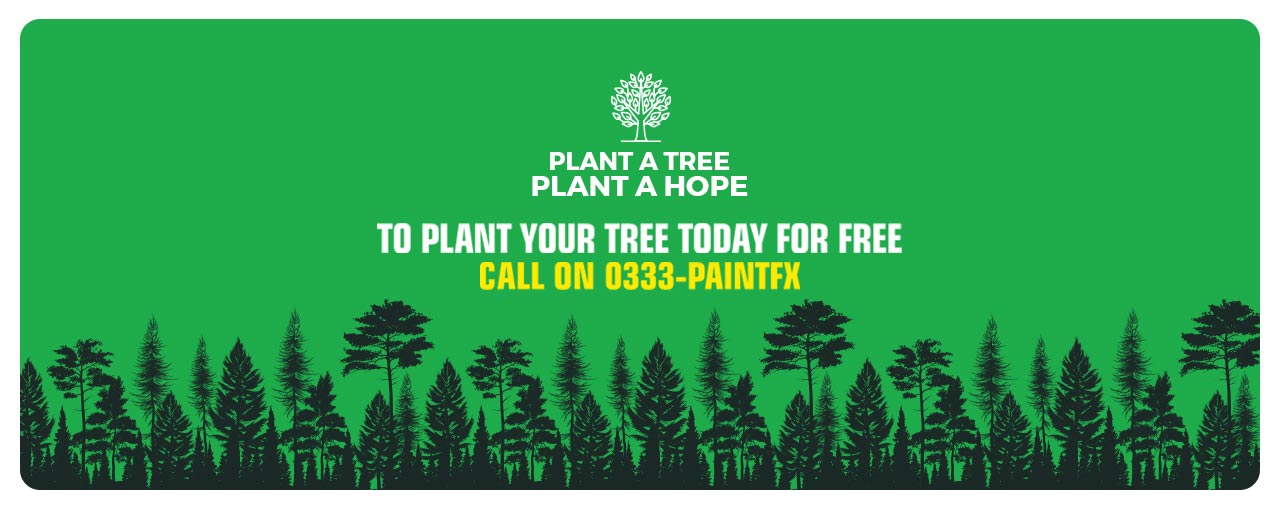 PLANT A TREE
PLANT A HOPE
TO PLANT YOUR TREE TODAY FOR FREE
CALL ON 0333-PAINTFX